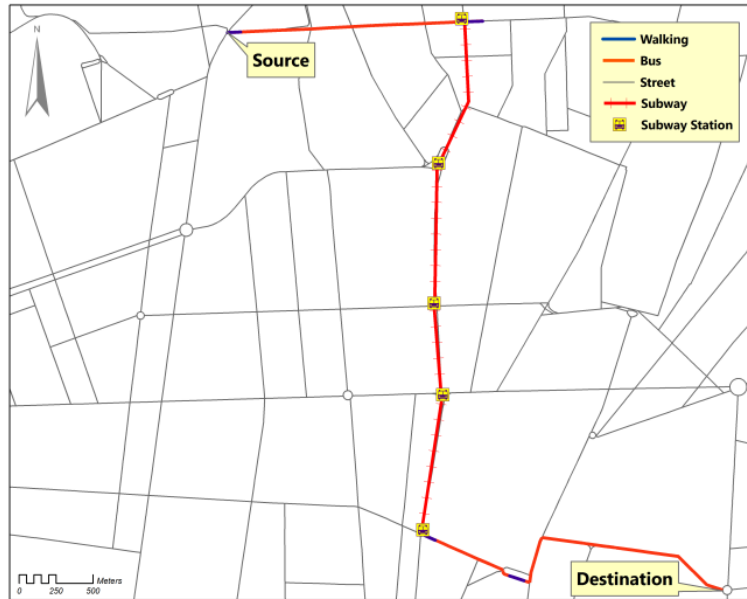 N
Source
Walking
Bus
Street
Subway
Subway Station
Destination
0 250 500 Meters